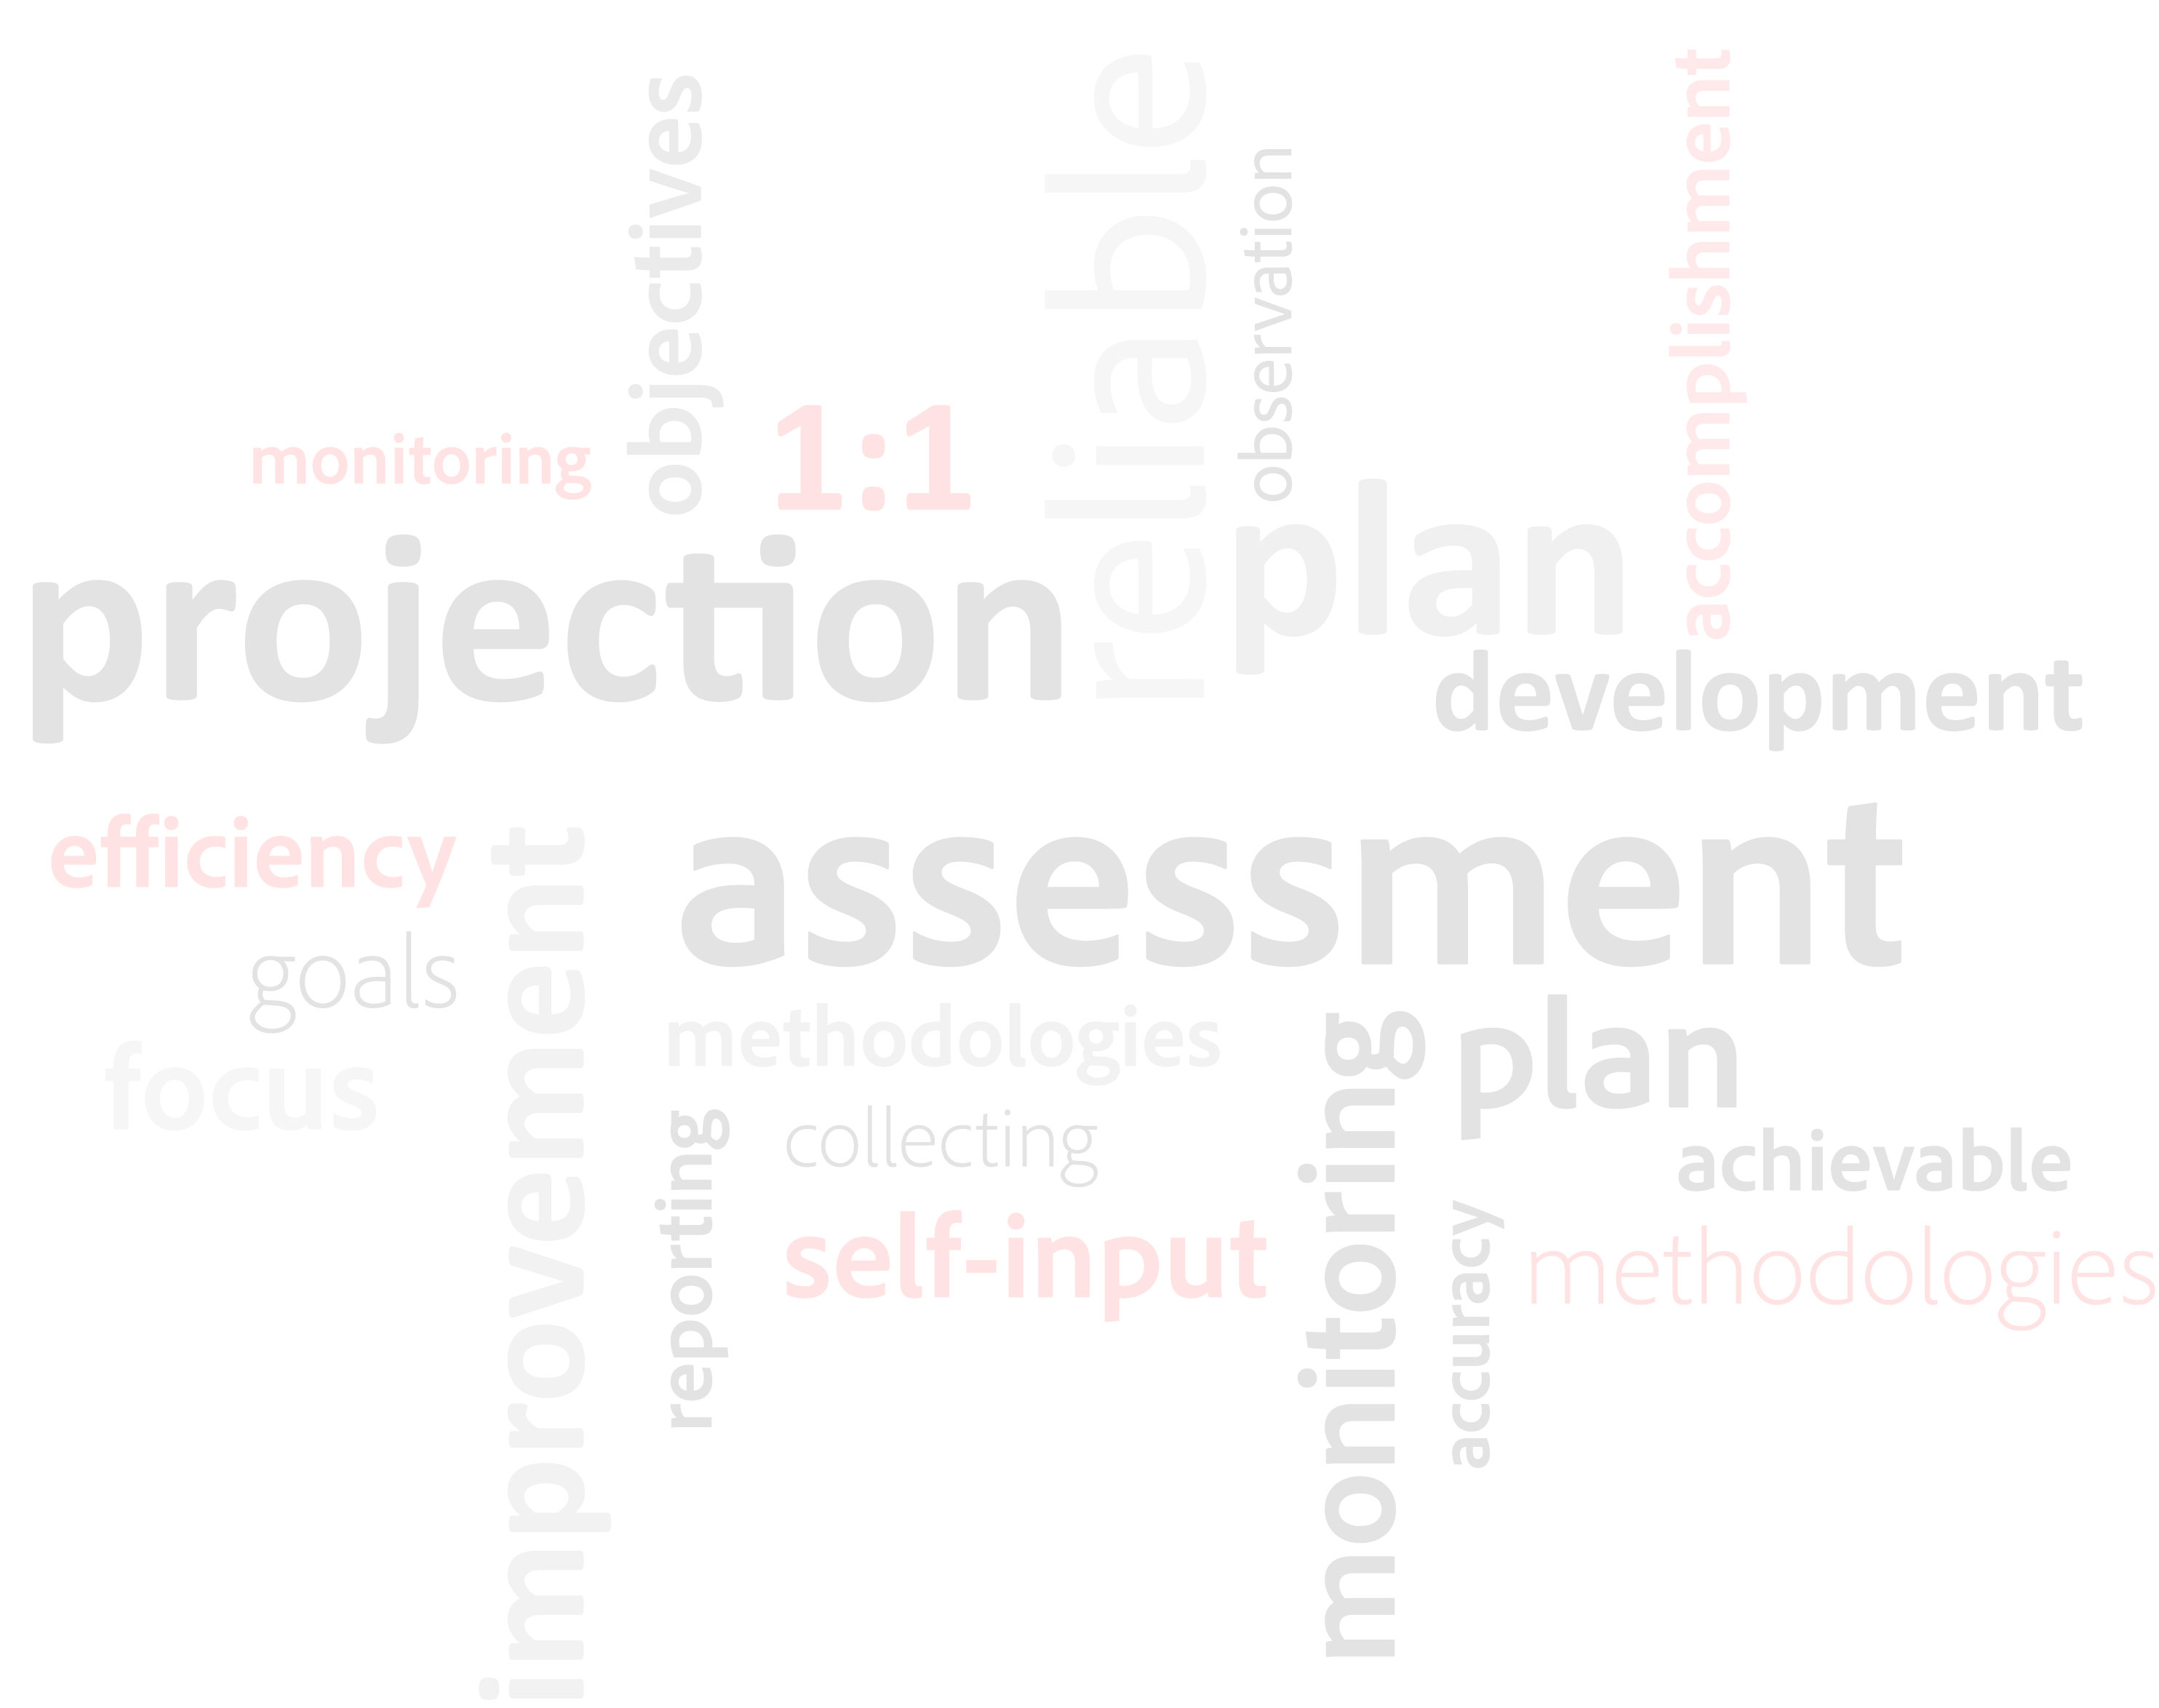 accomplishment
reliable
objectives
observation
1:1
monitoring
plan
projection
development
assessment
efficiency
improvement
goals
methodologies
monitoring
plan
focus
collecting
reporting
achievable
self-input
accuracy
methodologies